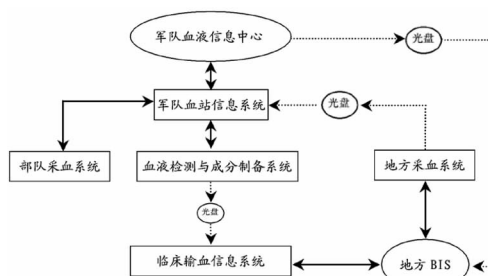 军队血液信息中心
光盘
军队血站信息系统
光盘
部队采血系统
血液检测与成分制备系统
地方采血系统
光盘
临床输血信息系统
地方 BIS